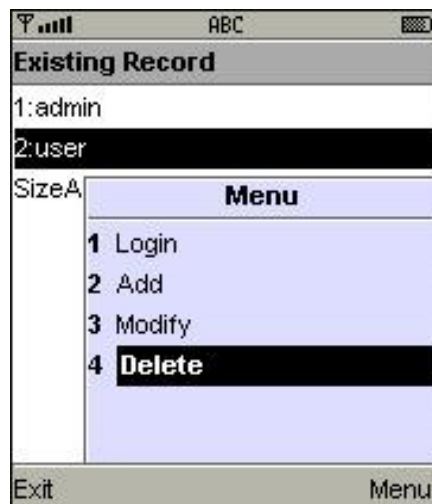 ABC
Existing Record
1:admin
2:user
SizeA
Menu
1 Login
2 Add
3 Modify
4 Delete
Exit Menu